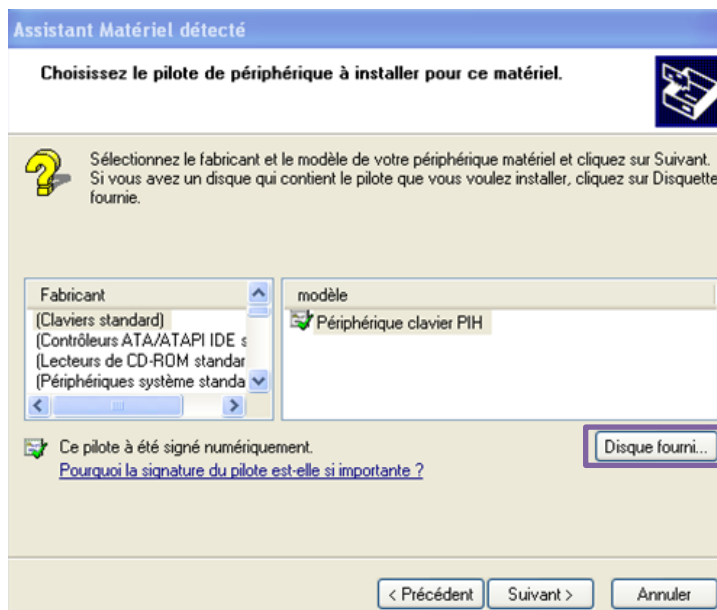 Assistant Matériel détecté
Choisissez le pilote de périphérique à installer pour ce matériel.
Sélectionnez le fabricant et le modèle de votre périphérique matériel et cliquez sur Suivant.
Si vous avez un disque qui contient le pilote que vous voulez installer, cliquez sur Disquette
fournie.
Fabricant
(Claviers standard)
(Contrôleurs ATA/ATAPI IDE s
(Lecteurs de CD-ROM standar
(Périphériques système standa
modèle
Périphérique clavier PIH
Ce pilote à été signé numériquement.
Pourquoi la signature du pilote est-elle si importante ?
Disque fourni...
< Précédent
Suivant >
Annuler